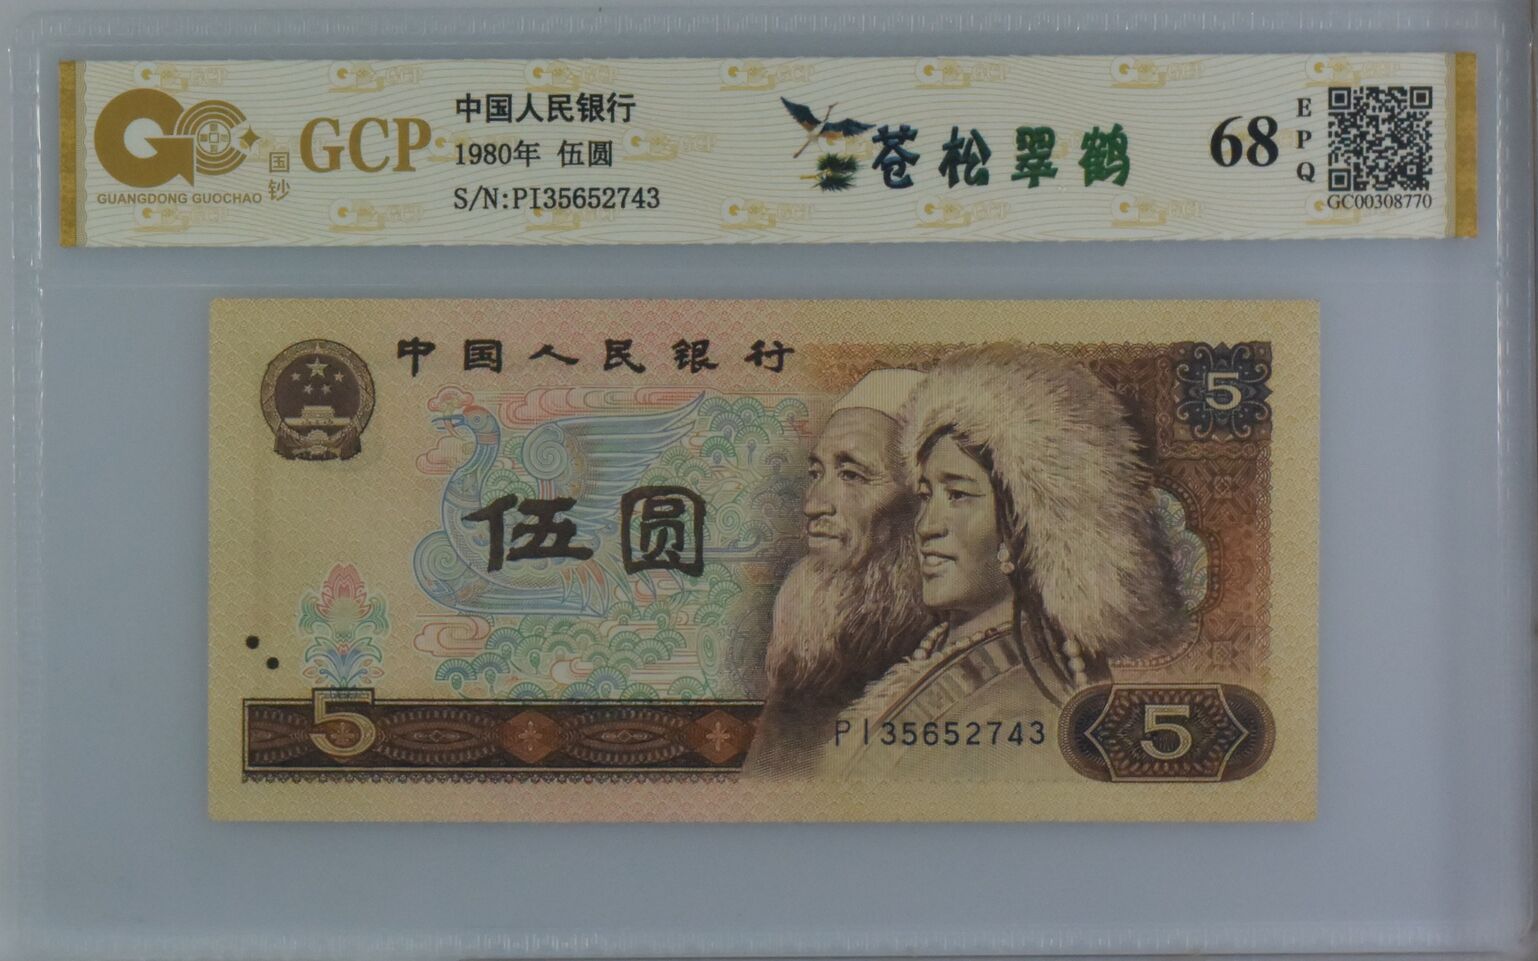 GUANGDONG GUOCHAO
国钞
GCP
中国人民银行
1980年 伍圆
S/N:PI35652743
苍松翠鹤
68
EPQ
GC00308770
中国人民银行
5
伍圆
5
PI35652743
5